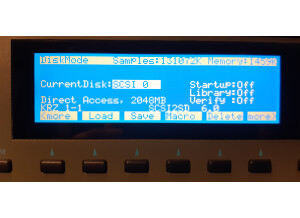 DiskMode Samples:131072K Memory:1459K
CurrentDisk:SCSI 0 Startup:Off
Library:Off
Direct Access, 2048MB Verify :Off
KRZ 1-1 SCSI2SD 6.0
<more Load Save Macro Delete more>